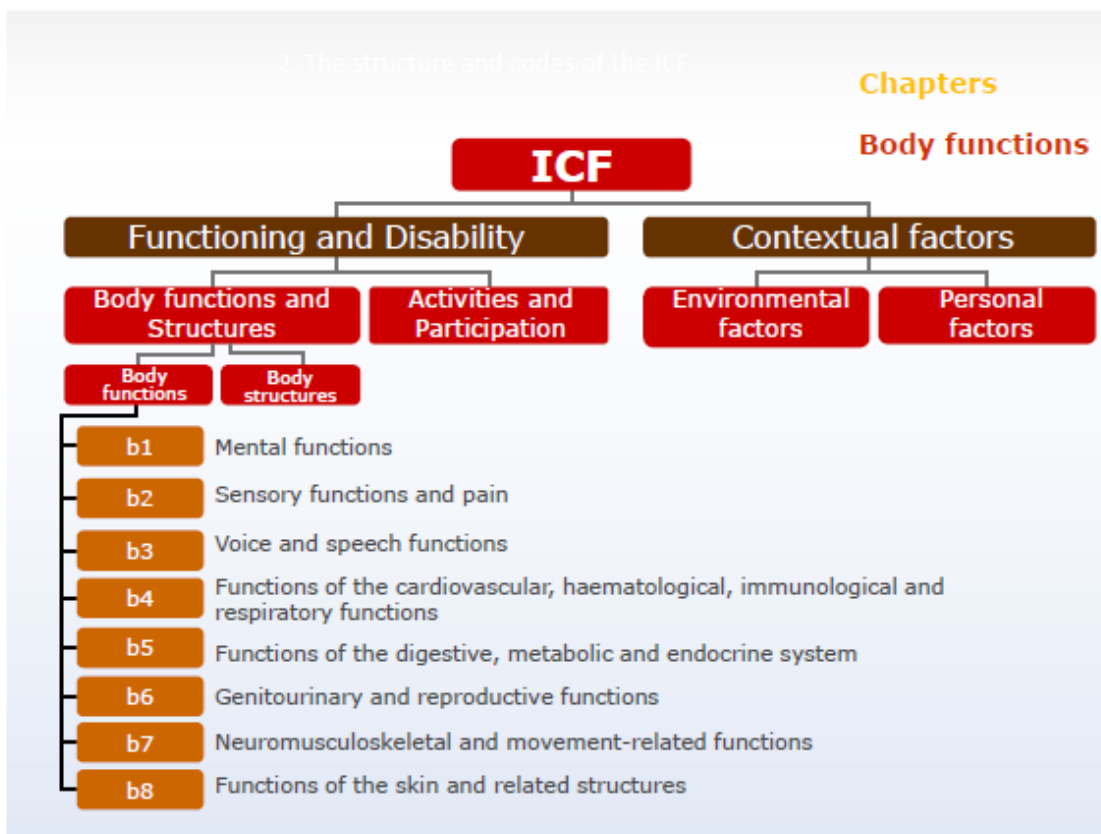 2. The structure and codes of the ICF
Chapters
Body functions
ICF
Functioning and Disability
Contextual factors
Body functions and
Structures
Activities and
Participation
Environmental
factors
Personal
factors
Body
functions
Body
structures
b1
Mental functions
b2
Sensory functions and pain
b3
Voice and speech functions
b4
Functions of the cardiovascular, haematological, immunological and
respiratory functions
b5
Functions of the digestive, metabolic and endocrine system
b6
Genitourinary and reproductive functions
b7
Neuromusculoskeletal and movement-related functions
b8
Functions of the skin and related structures